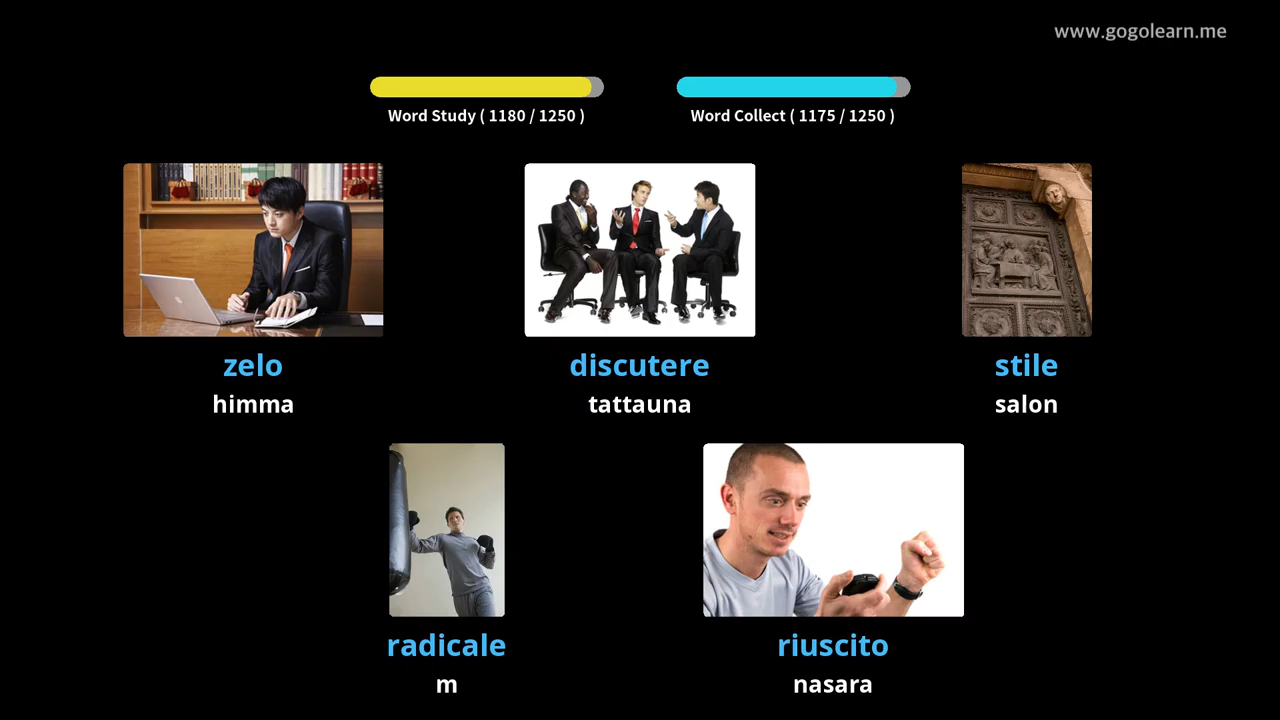 www.gogolearn.me
Word Study ( 1180 / 1250 )
Word Collect ( 1175 / 1250 )
zelo
himma
discutere
tattauna
stile
salon
radicale
m
riuscito
nasara